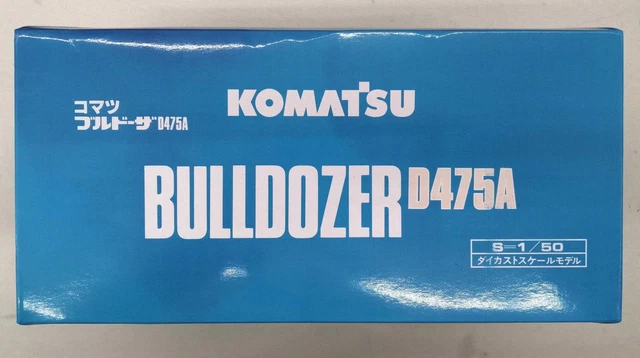 KOMATSU
コマツ
ブルドーザD475A
BULLDOZER D475A
S=1/50
ダイカストスケールモデル